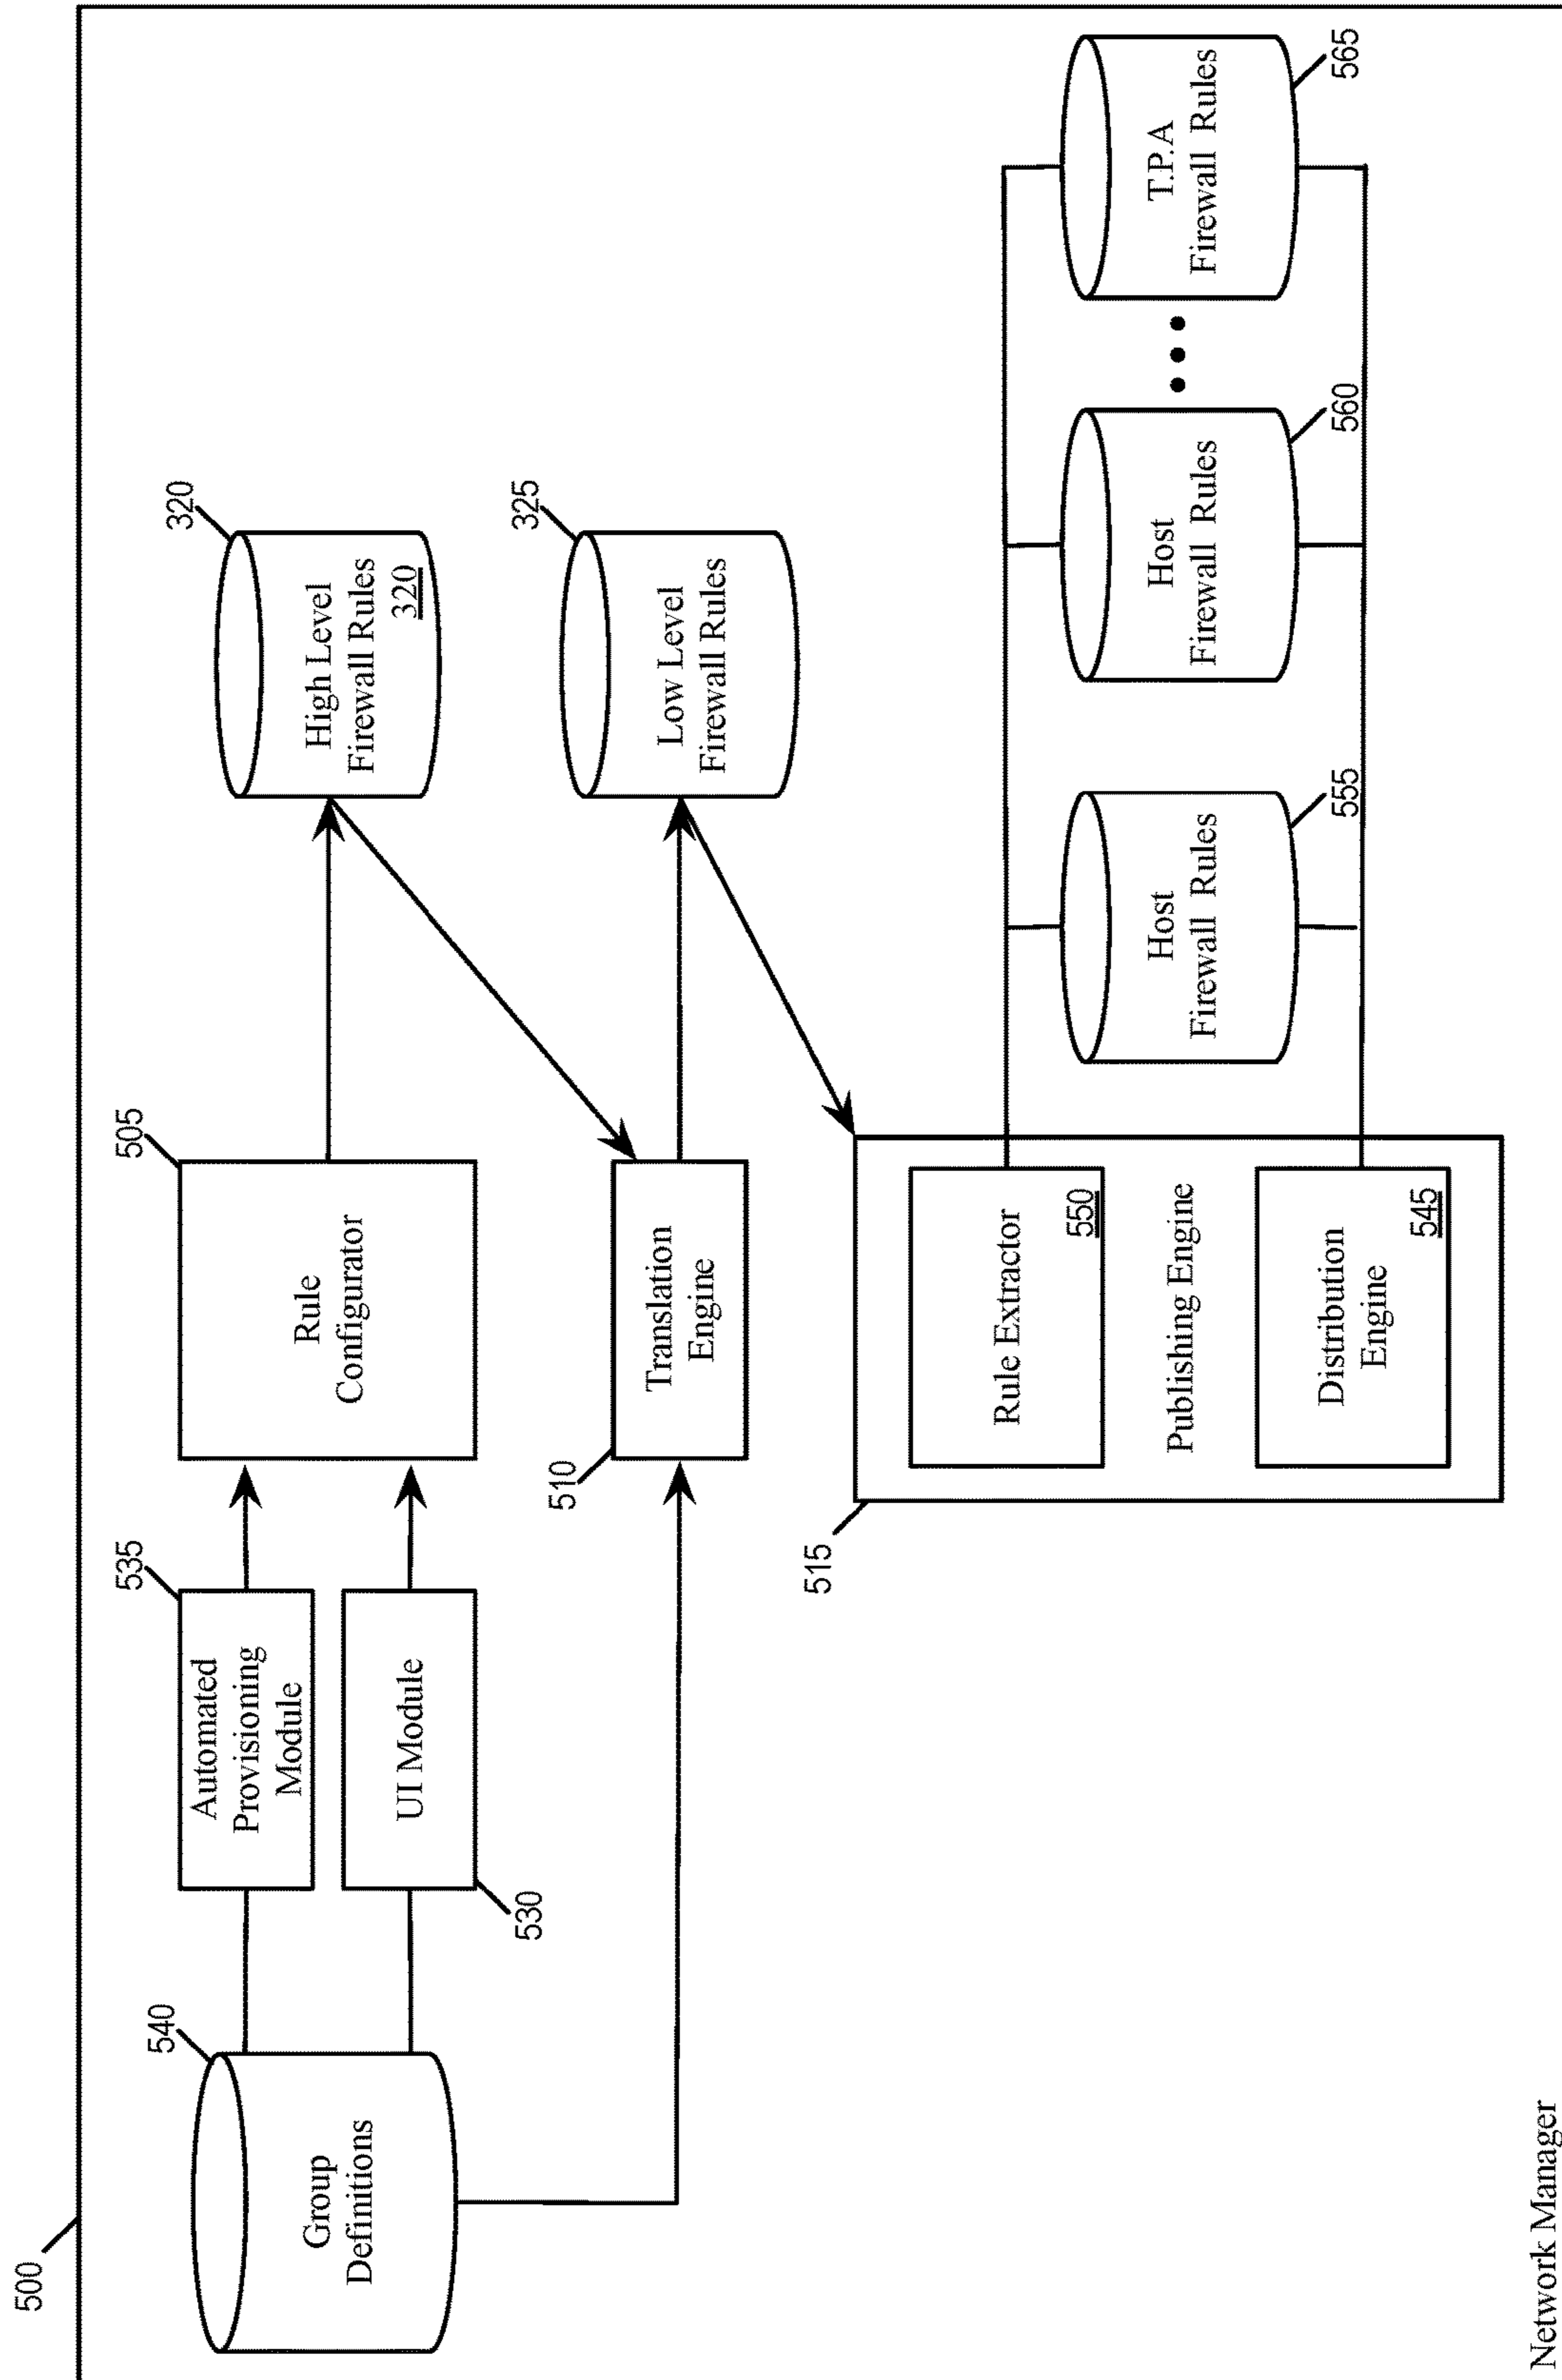 500
540
Group
Definitions
535
Automated
Provisioning
Module
UI Module
530
505
Rule
Configurator
320
High Level
Firewall Rules
320
510
Translation
Engine
325
Low Level
Firewall Rules
515
Rule Extractor
550
Publishing Engine
Distribution
Engine
545
Host
Firewall Rules
555
Host
Firewall Rules
560
T.P.A
Firewall Rules
565
Network Manager